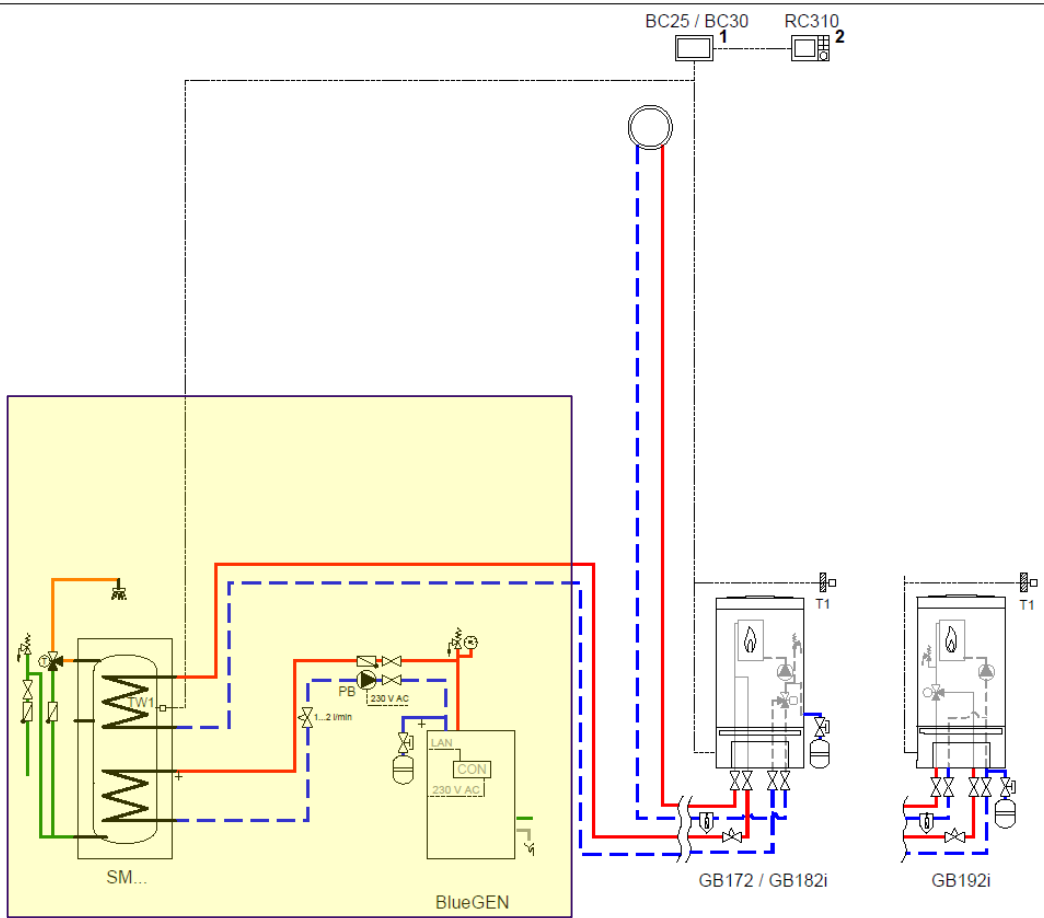 BC25 / BC30
1
RC310
2
T1
T1
TW1
PB
230 V AC
1...2 l/min
LAN
CON
230 V AC
SM...
BlueGEN
GB172 / GB182i
GB192i